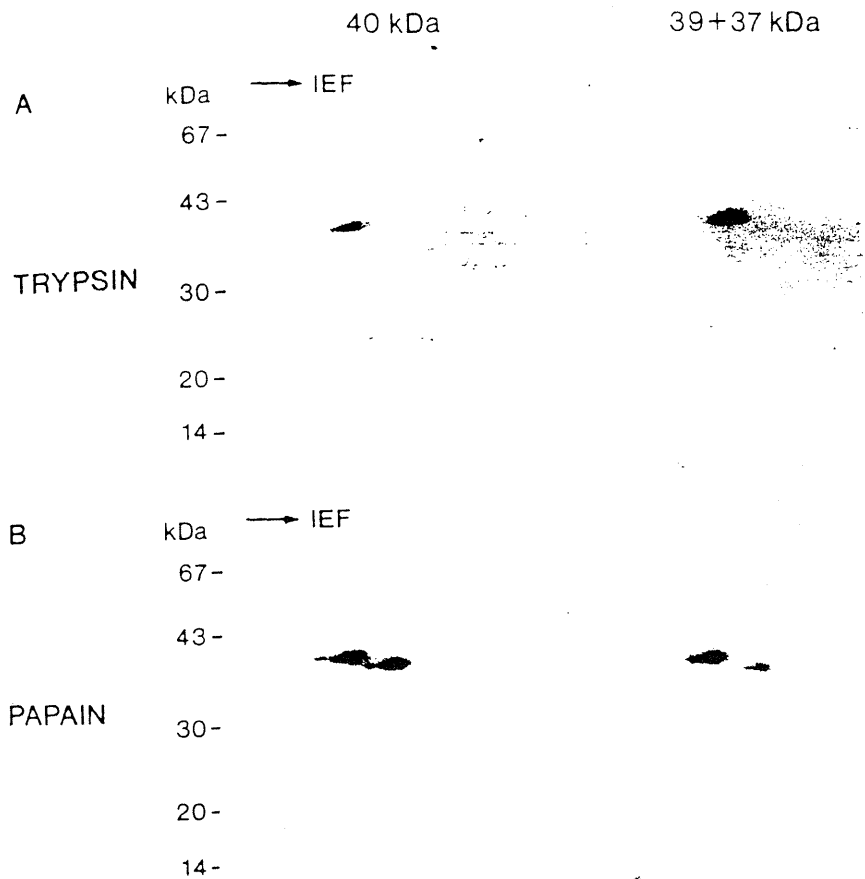 40 kDa 39+37 kDa
A kDa → IEF
67-
43-
TRYPSIN
30-
20-
14-
B kDa → IEF
67-
43-
PAPAIN
30-
20-
14-